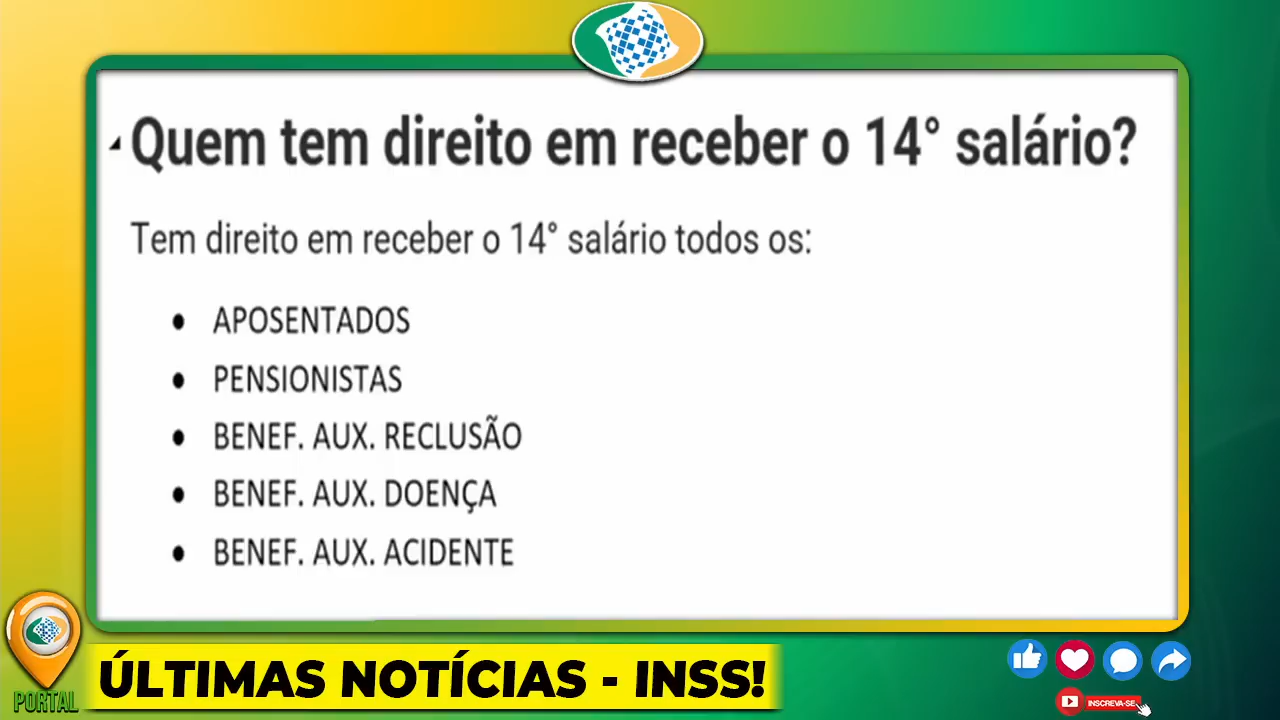 Quem tem direito em receber o 14° salário?
Tem direito em receber o 14° salário todos os:
• APOSENTADOS
• PENSIONISTAS
• BENEF. AUX. RECLUSÃO
• BENEF. AUX. DOENÇA
• BENEF. AUX. ACIDENTE
PORTAL
ÚLTIMAS NOTÍCIAS - INSS!
INSCREVA-SE